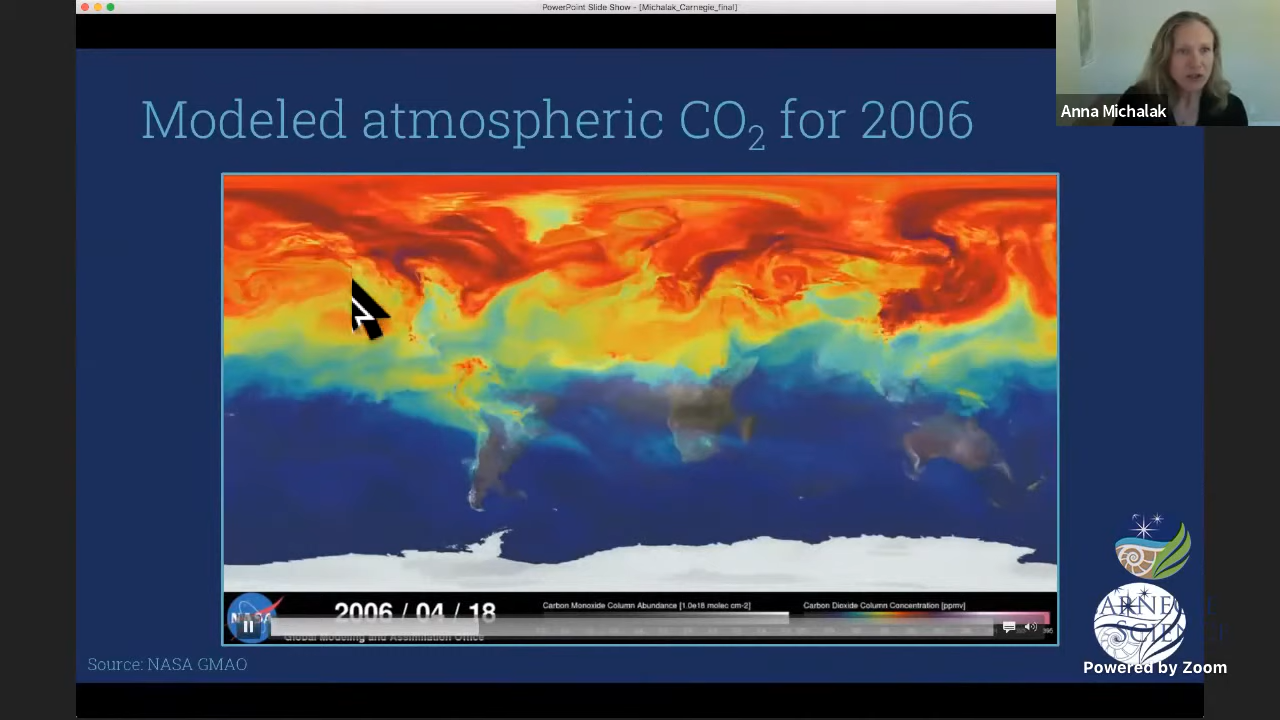 PowerPoint Slide Show - [Michalak_Carnegie_final]
Anna Michalak
Modeled atmospheric CO2 for 2006
2006 / 04 / 18
Carbon Monoxide Column Abundance [1.0e18 molec cm-2]
Carbon Dioxide Column Concentration [ppmv]
Global Modeling and Assimilation Office
Source: NASA GMAO
SCIENCE
Powered by Zoom